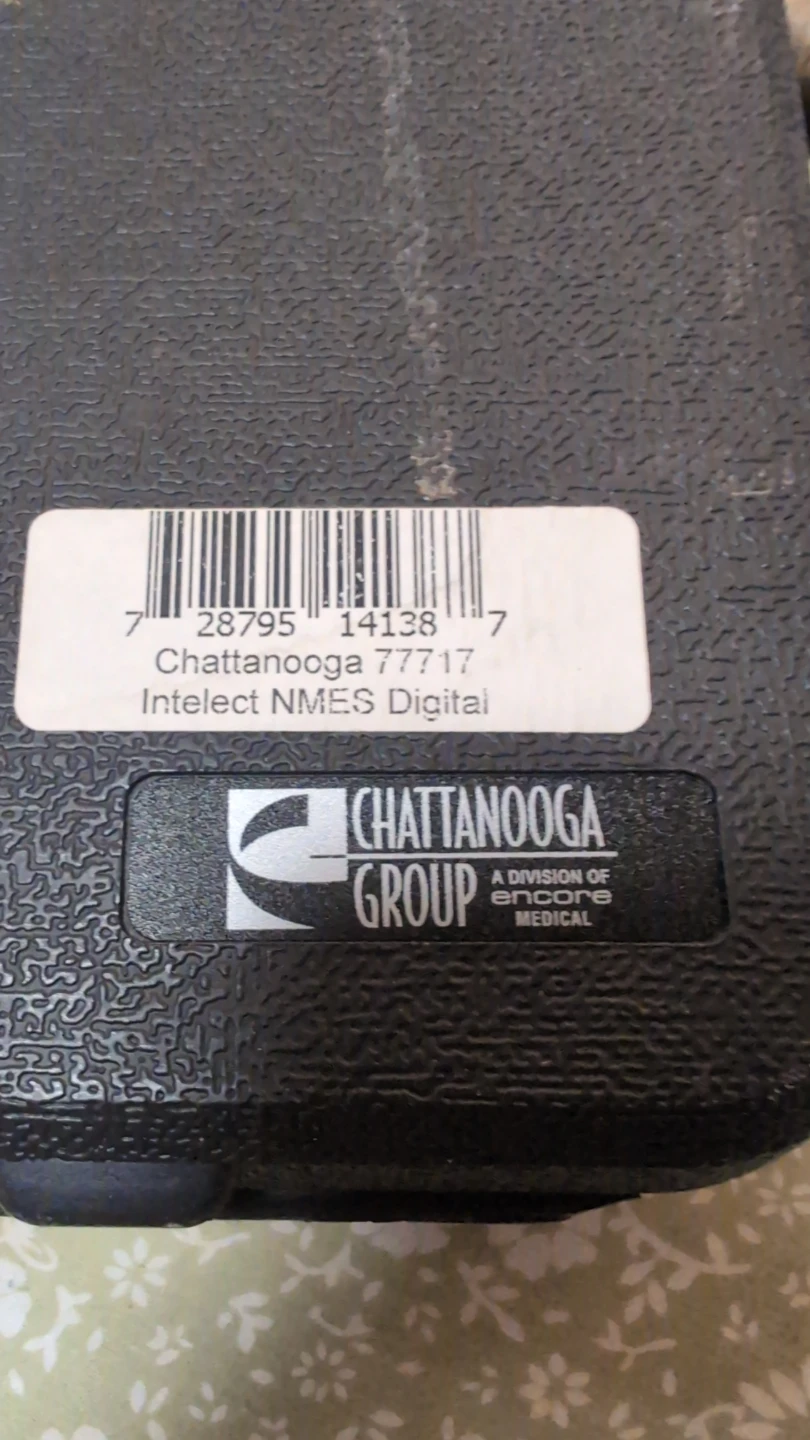 7 28795 14138 7
Chattanooga 77717
Intelect NMES Digital
CHATTANOOGA
GROUP A DIVISION OF
encore
MEDICAL